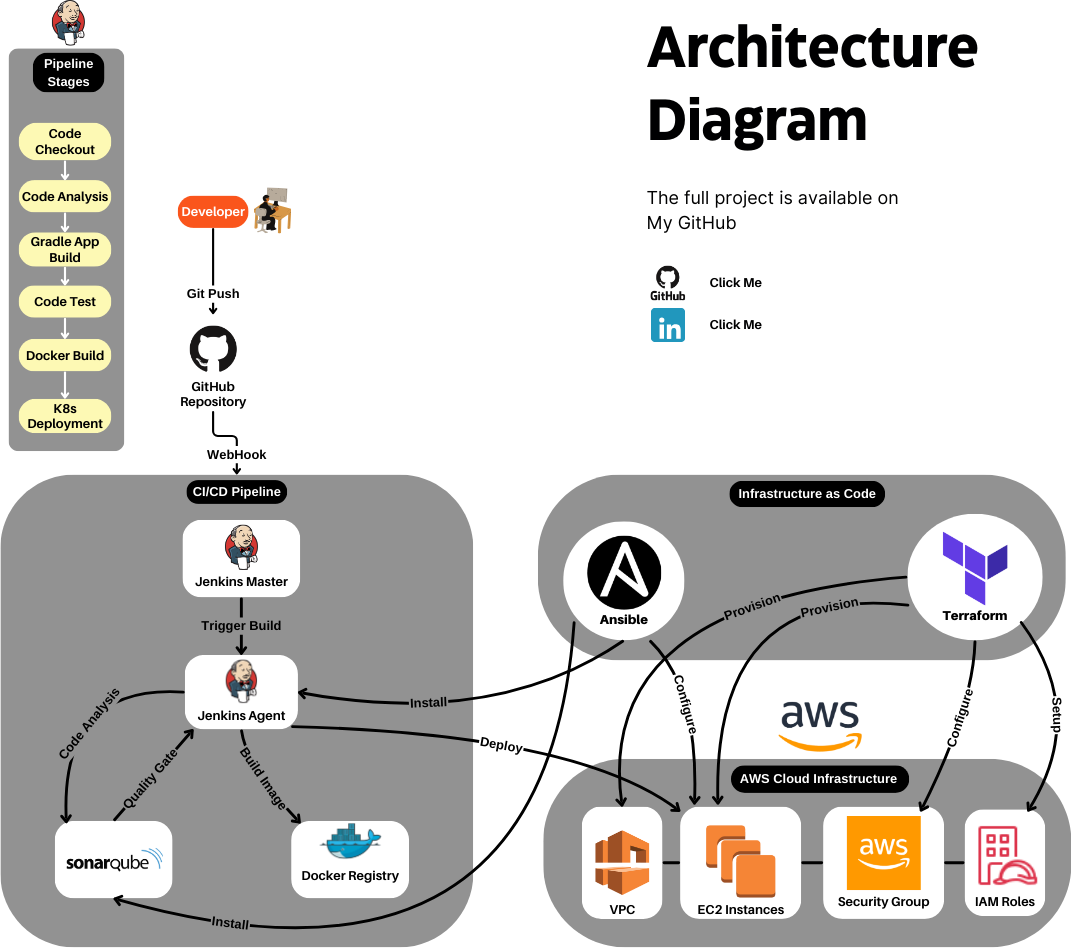 Architecture
Diagram
The full project is available on
My GitHub
GitHub
Click Me
in
Click Me
Pipeline
Stages
Code
Checkout
Code Analysis
Gradle App
Build
Code Test
Docker Build
K8s
Deployment
Developer
Git Push
GitHub
Repository
WebHook
CI/CD Pipeline
Jenkins Master
Trigger Build
Jenkins Agent
Code Analysis
Quality Gate
Build Image
sonarqube
Docker Registry
Install
Deploy
Install
Infrastructure as Code
Ansible
Terraform
Provision
Provision
Configure
Configure
Setup
aws
AWS Cloud Infrastructure
VPC
EC2 Instances
aws
Security Group
IAM Roles